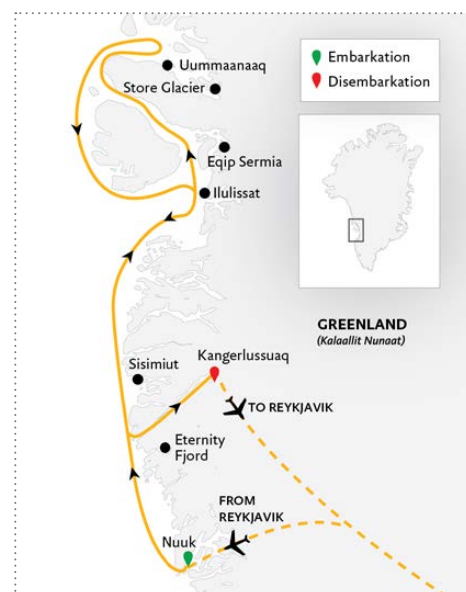 Embarkation
Disembarkation
Uummaanaaq
Store Glacier
Eqip Sermia
Ilulissat
GREENLAND
(Kalaallit Nunaat)
Kangerlussuaq
Sisimiut
TO REYKJAVIK
Eternity
Fjord
FROM
REYKJAVIK
Nuuk